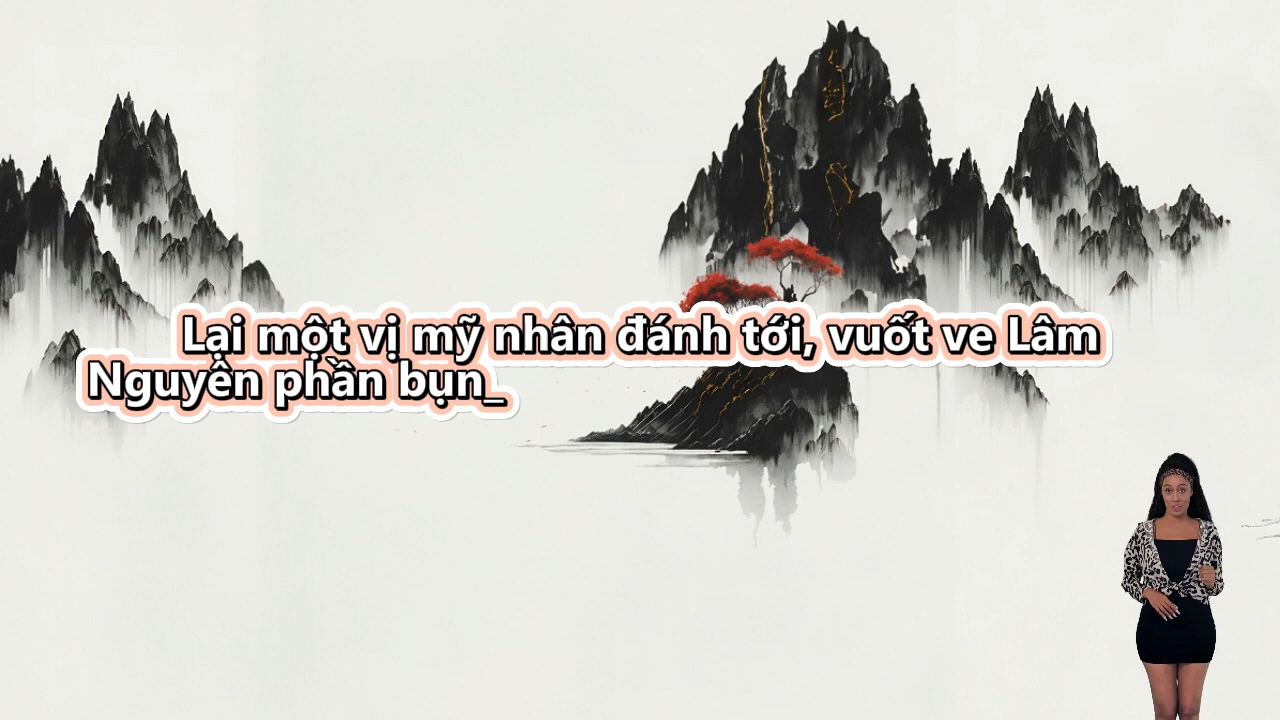 Lại một vị mỹ nhân đánh tới, vuốt ve Lâm
Nguyên phần bụn_